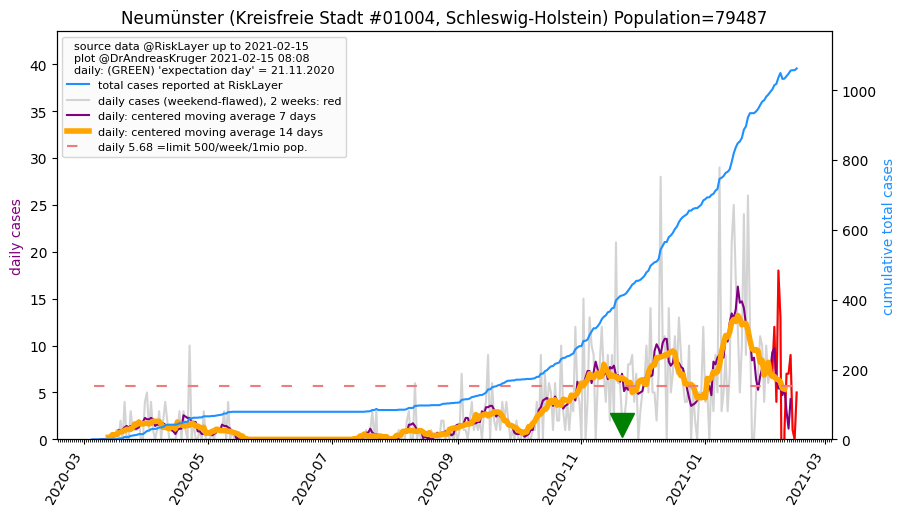 Neumünster (Kreisfreie Stadt #01004, Schleswig-Holstein) Population=79487
source data @RiskLayer up to 2021-02-15
plot @DrAndreasKruger 2021-02-15 08:08
daily: (GREEN) 'expectation day' = 21.11.2020
total cases reported at RiskLayer
daily cases (weekend-flawed), 2 weeks: red
daily: centered moving average 7 days
daily: centered moving average 14 days
daily 5.68 =limit 500/week/1mio pop.
daily cases
40
35
30
25
20
15
10
5
0
cumulative total cases
1000
800
600
400
200
0
2020-03
2020-05
2020-07
2020-09
2020-11
2021-01
2021-03